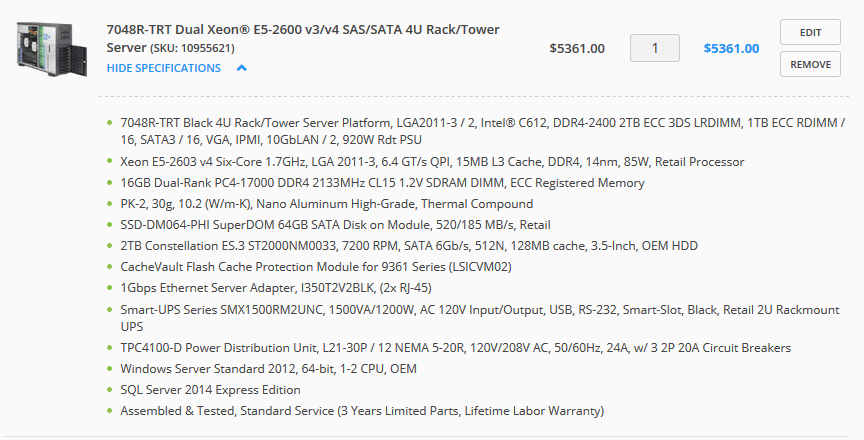 7048R-TRT Dual Xeon® E5-2600 v3/v4 SAS/SATA 4U Rack/Tower
Server (SKU: 10955621)
HIDE SPECIFICATIONS
$5361.00
1
$5361.00
EDIT
REMOVE
7048R-TRT Black 4U Rack/Tower Server Platform, LGA2011-3 / 2, Intel® C612, DDR4-2400 2TB ECC 3DS LRDIMM, 1TB ECC RDIMM /
16, SATA3 / 16, VGA, IPMI, 10GbLAN / 2, 920W Rdt PSU
Xeon E5-2603 v4 Six-Core 1.7GHz, LGA 2011-3, 6.4 GT/s QPI, 15MB L3 Cache, DDR4, 14nm, 85W, Retail Processor
16GB Dual-Rank PC4-17000 DDR4 2133MHz CL15 1.2V SDRAM DIMM, ECC Registered Memory
PK-2, 30g, 10.2 (W/m-K), Nano Aluminum High-Grade, Thermal Compound
SSD-DM064-PHI SuperDOM 64GB SATA Disk on Module, 520/185 MB/s, Retail
2TB Constellation ES.3 ST2000NM0033, 7200 RPM, SATA 6Gb/s, 512N, 128MB cache, 3.5-Inch, OEM HDD
CacheVault Flash Cache Protection Module for 9361 Series (LSICVM02)
1Gbps Ethernet Server Adapter, I350T2V2BLK, (2x RJ-45)
Smart-UPS Series SMX1500RM2UNC, 1500VA/1200W, AC 120V Input/Output, USB, RS-232, Smart-Slot, Black, Retail 2U Rackmount
UPS
TPC4100-D Power Distribution Unit, L21-30P / 12 NEMA 5-20R, 120V/208V AC, 50/60Hz, 24A, w/ 3 2P 20A Circuit Breakers
Windows Server Standard 2012, 64-bit, 1-2 CPU, OEM
SQL Server 2014 Express Edition
Assembled & Tested, Standard Service (3 Years Limited Parts, Lifetime Labor Warranty)